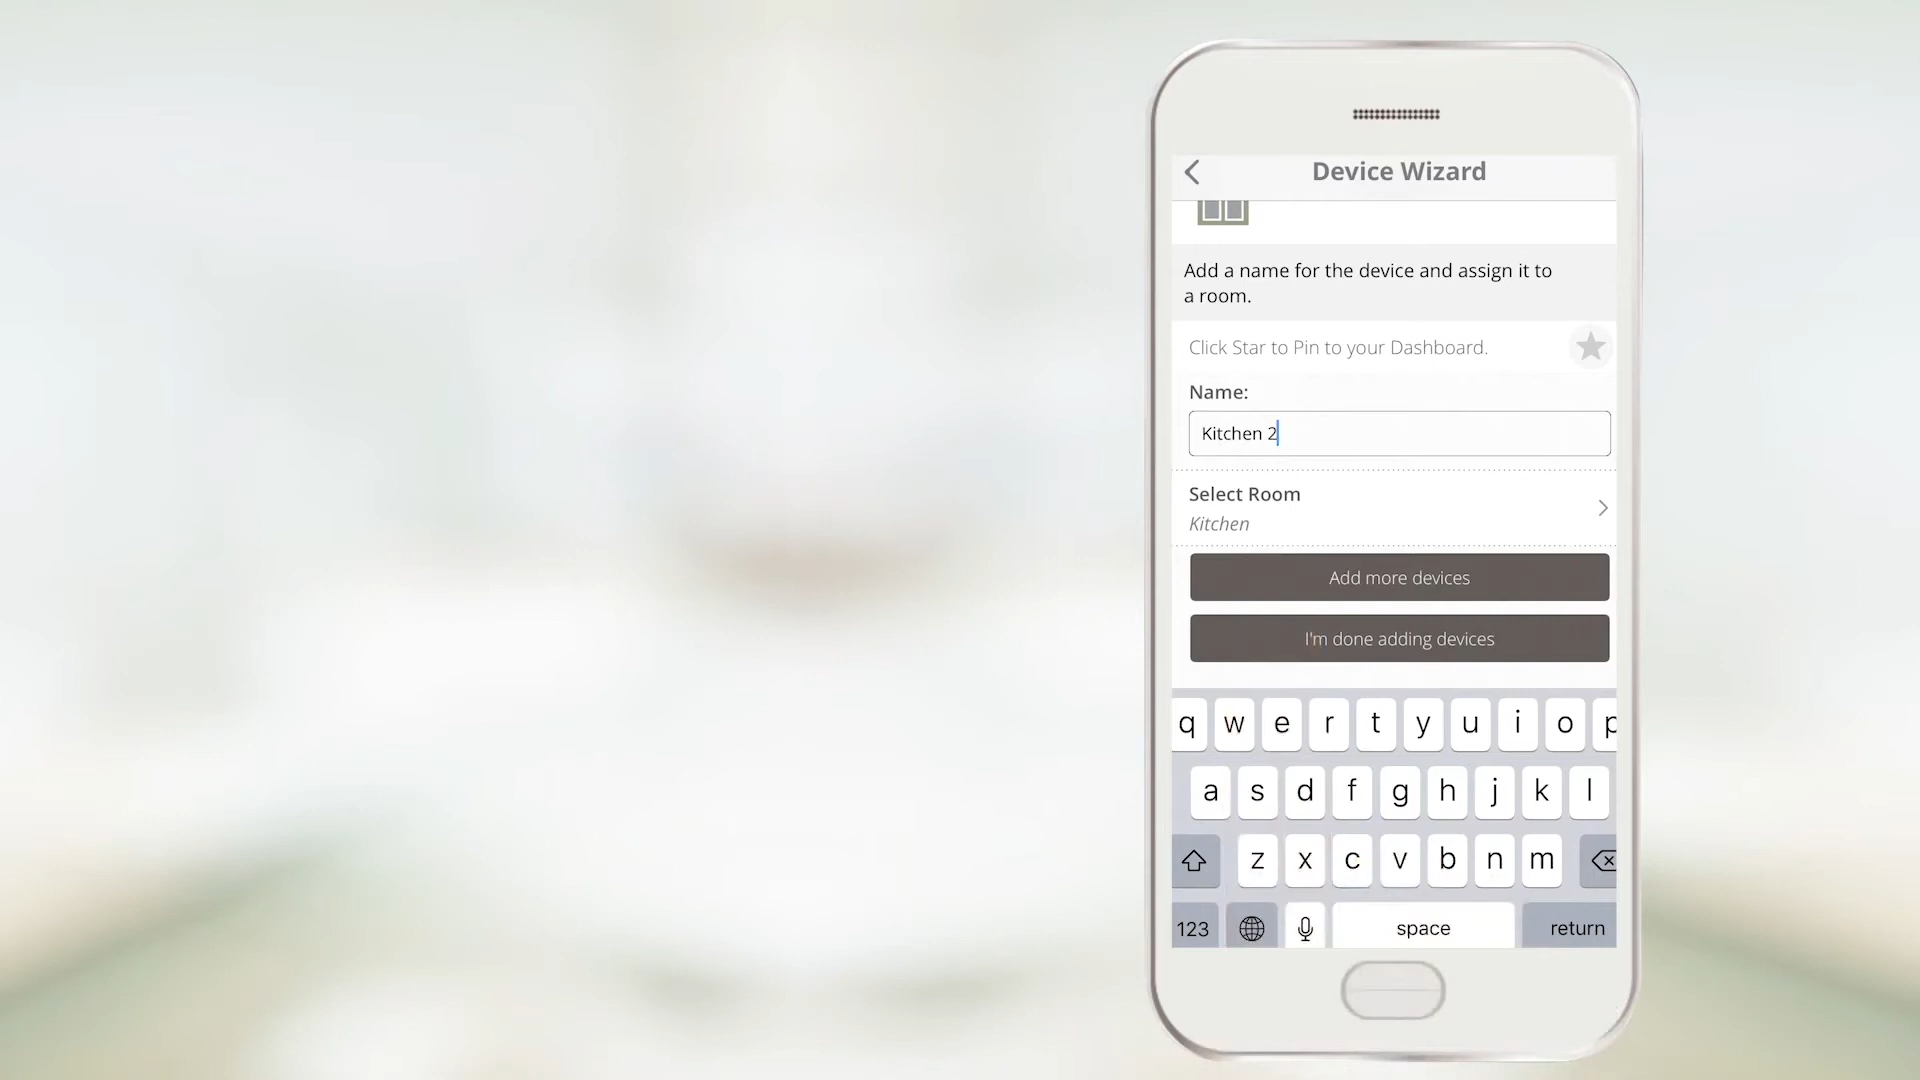 Device Wizard
Add a name for the device and assign it to
a room.
Click Star to Pin to your Dashboard.
Name:
Kitchen 2
Select Room
Kitchen
Add more devices
I'm done adding devices
q w e r t y u i o p
a s d f g h j k l
z x c v b n m
123 space return